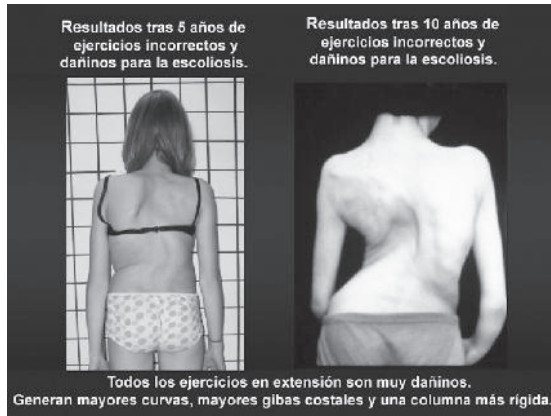 Resultados tras 5 años de
ejercicios incorrectos y
dañinos para la escoliosis.
Resultados tras 10 años de
ejercicios incorrectos y
dañinos para la escoliosis.
Todos los ejercicios en extensión son muy dañinos.
Generan mayores curvas, mayores gibas costales y una columna más rígida.